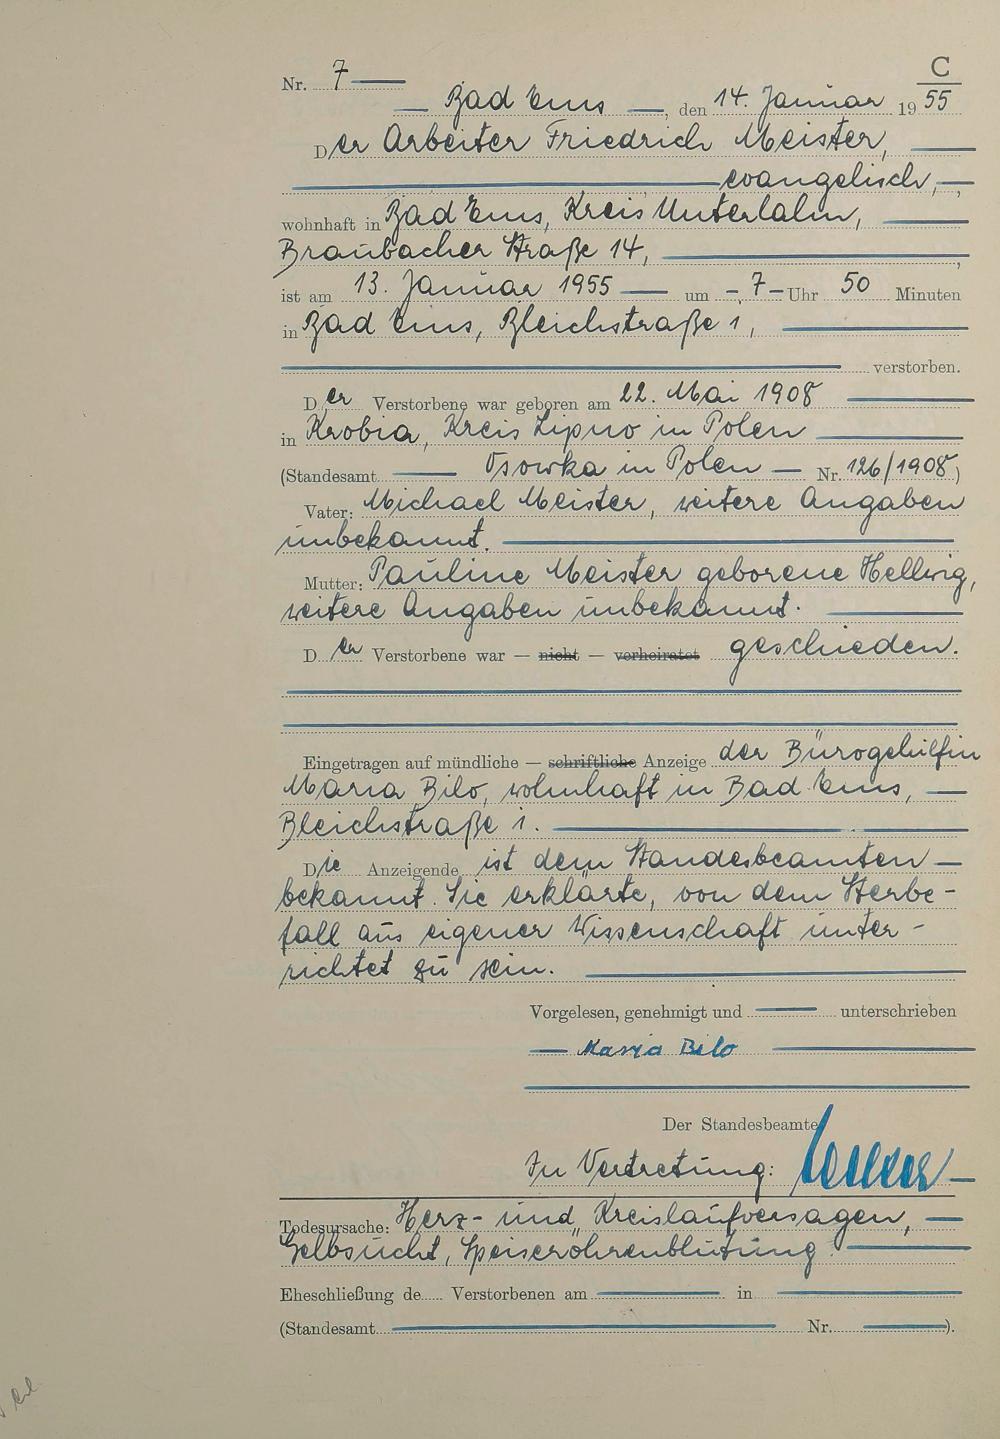 C
Nr. 7
Bad Ems, den 14. Januar 1955
Der Arbeiter Friedrich Meister,
evangelisch,
wohnhaft in Bad Ems, Kreis Unterlahn,
Braubacher Straße 14,
ist am 13. Januar 1955 um 7 Uhr 50 Minuten
in Bad Ems, Bleichstraße 1,
verstorben.
Der Verstorbene war geboren am 22. Mai 1908
in Krobia, Kreis Lipno in Polen
(Standesamt Osowka in Polen — Nr. 126/1908)
Vater: Michael Meister, weitere Angaben
unbekannt.
Mutter: Pauline Meister geborene Hellwig,
weitere Angaben unbekannt.
Der Verstorbene war — nicht — verheiratet geschieden.
Eingetragen auf mündliche — schriftliche Anzeige der Bürogehilfin
Maria Bilo, wohnhaft in Bad Ems,
Bleichstraße 1.
Die Anzeigende ist dem Standesbeamten
bekannt. Sie erklärte, von dem Sterbe-
fall aus eigener Wissenschaft unter-
richtet zu sein.
Vorgelesen, genehmigt und unterschrieben
Maria Bilo
Der Standesbeamte
In Vertretung:
Todesursache: Herz- und Kreislaufversagen,
Gelbsucht, Speiseröhrenblutung.
Eheschließung de Verstorbenen am in
(Standesamt Nr. ).